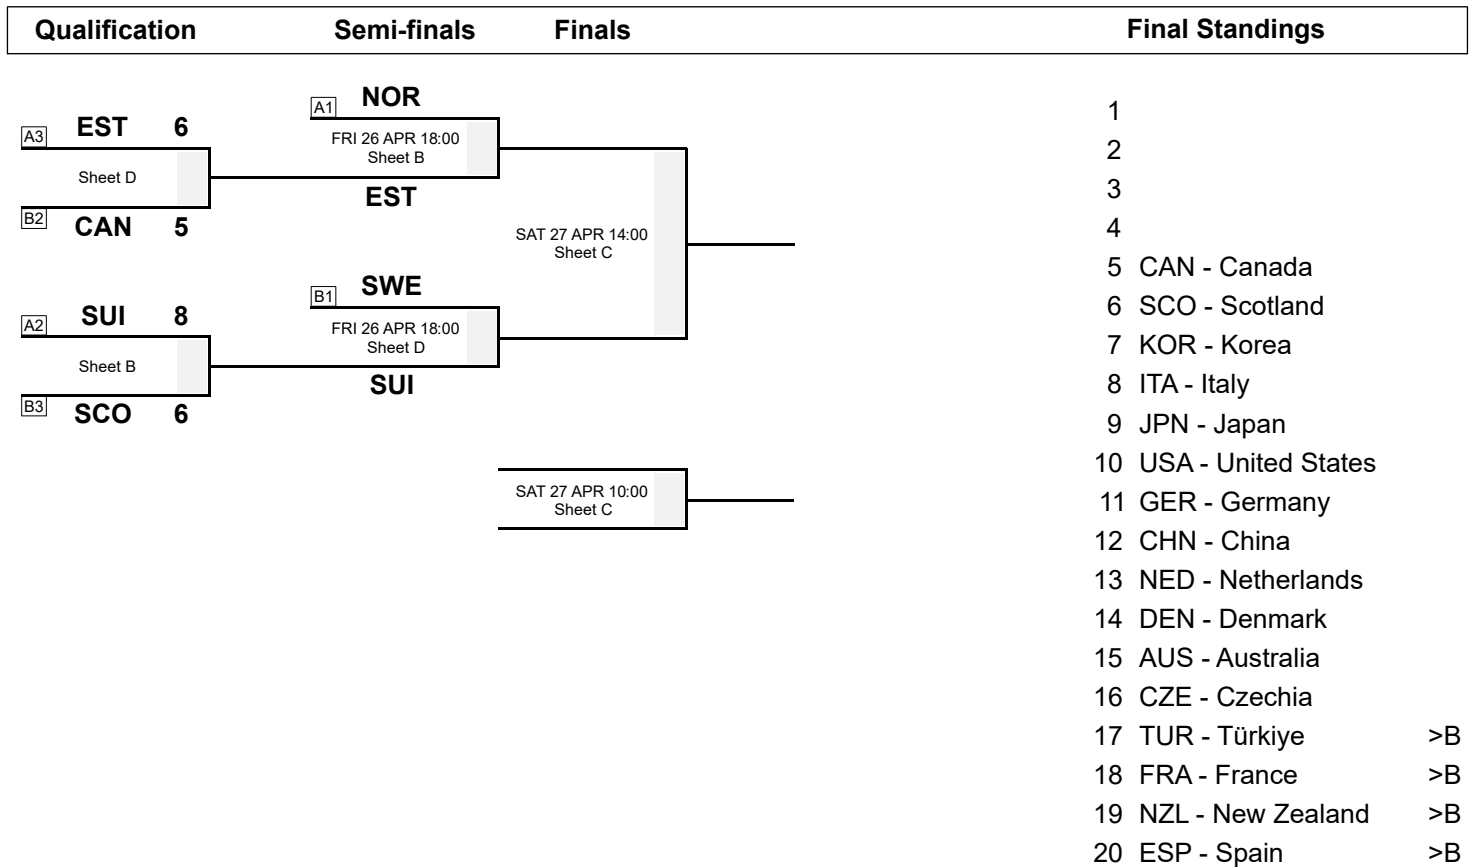 Qualification Semi-finals Finals Final Standings
A3 EST 6
Sheet D
B2 CAN 5
A2 SUI 8
Sheet B
B3 SCO 6
A1 NOR
FRI 26 APR 18:00
Sheet B
EST
B1 SWE
FRI 26 APR 18:00
Sheet D
SUI
SAT 27 APR 14:00
Sheet C
SAT 27 APR 10:00
Sheet C
1
2
3
4
5 CAN - Canada
6 SCO - Scotland
7 KOR - Korea
8 ITA - Italy
9 JPN - Japan
10 USA - United States
11 GER - Germany
12 CHN - China
13 NED - Netherlands
14 DEN - Denmark
15 AUS - Australia
16 CZE - Czechia
17 TUR - Türkiye >B
18 FRA - France >B
19 NZL - New Zealand >B
20 ESP - Spain >B